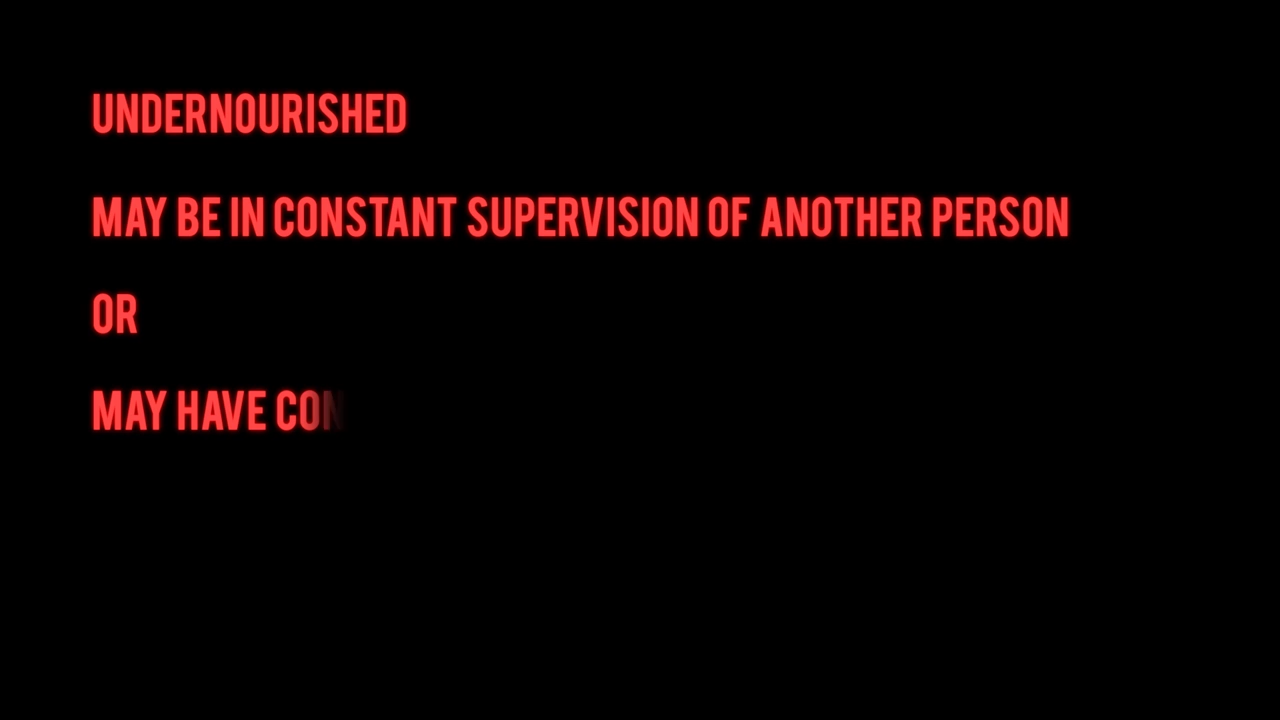 UNDERNOURISHED
MAY BE IN CONSTANT SUPERVISION OF ANOTHER PERSON
OR
MAY HAVE CON